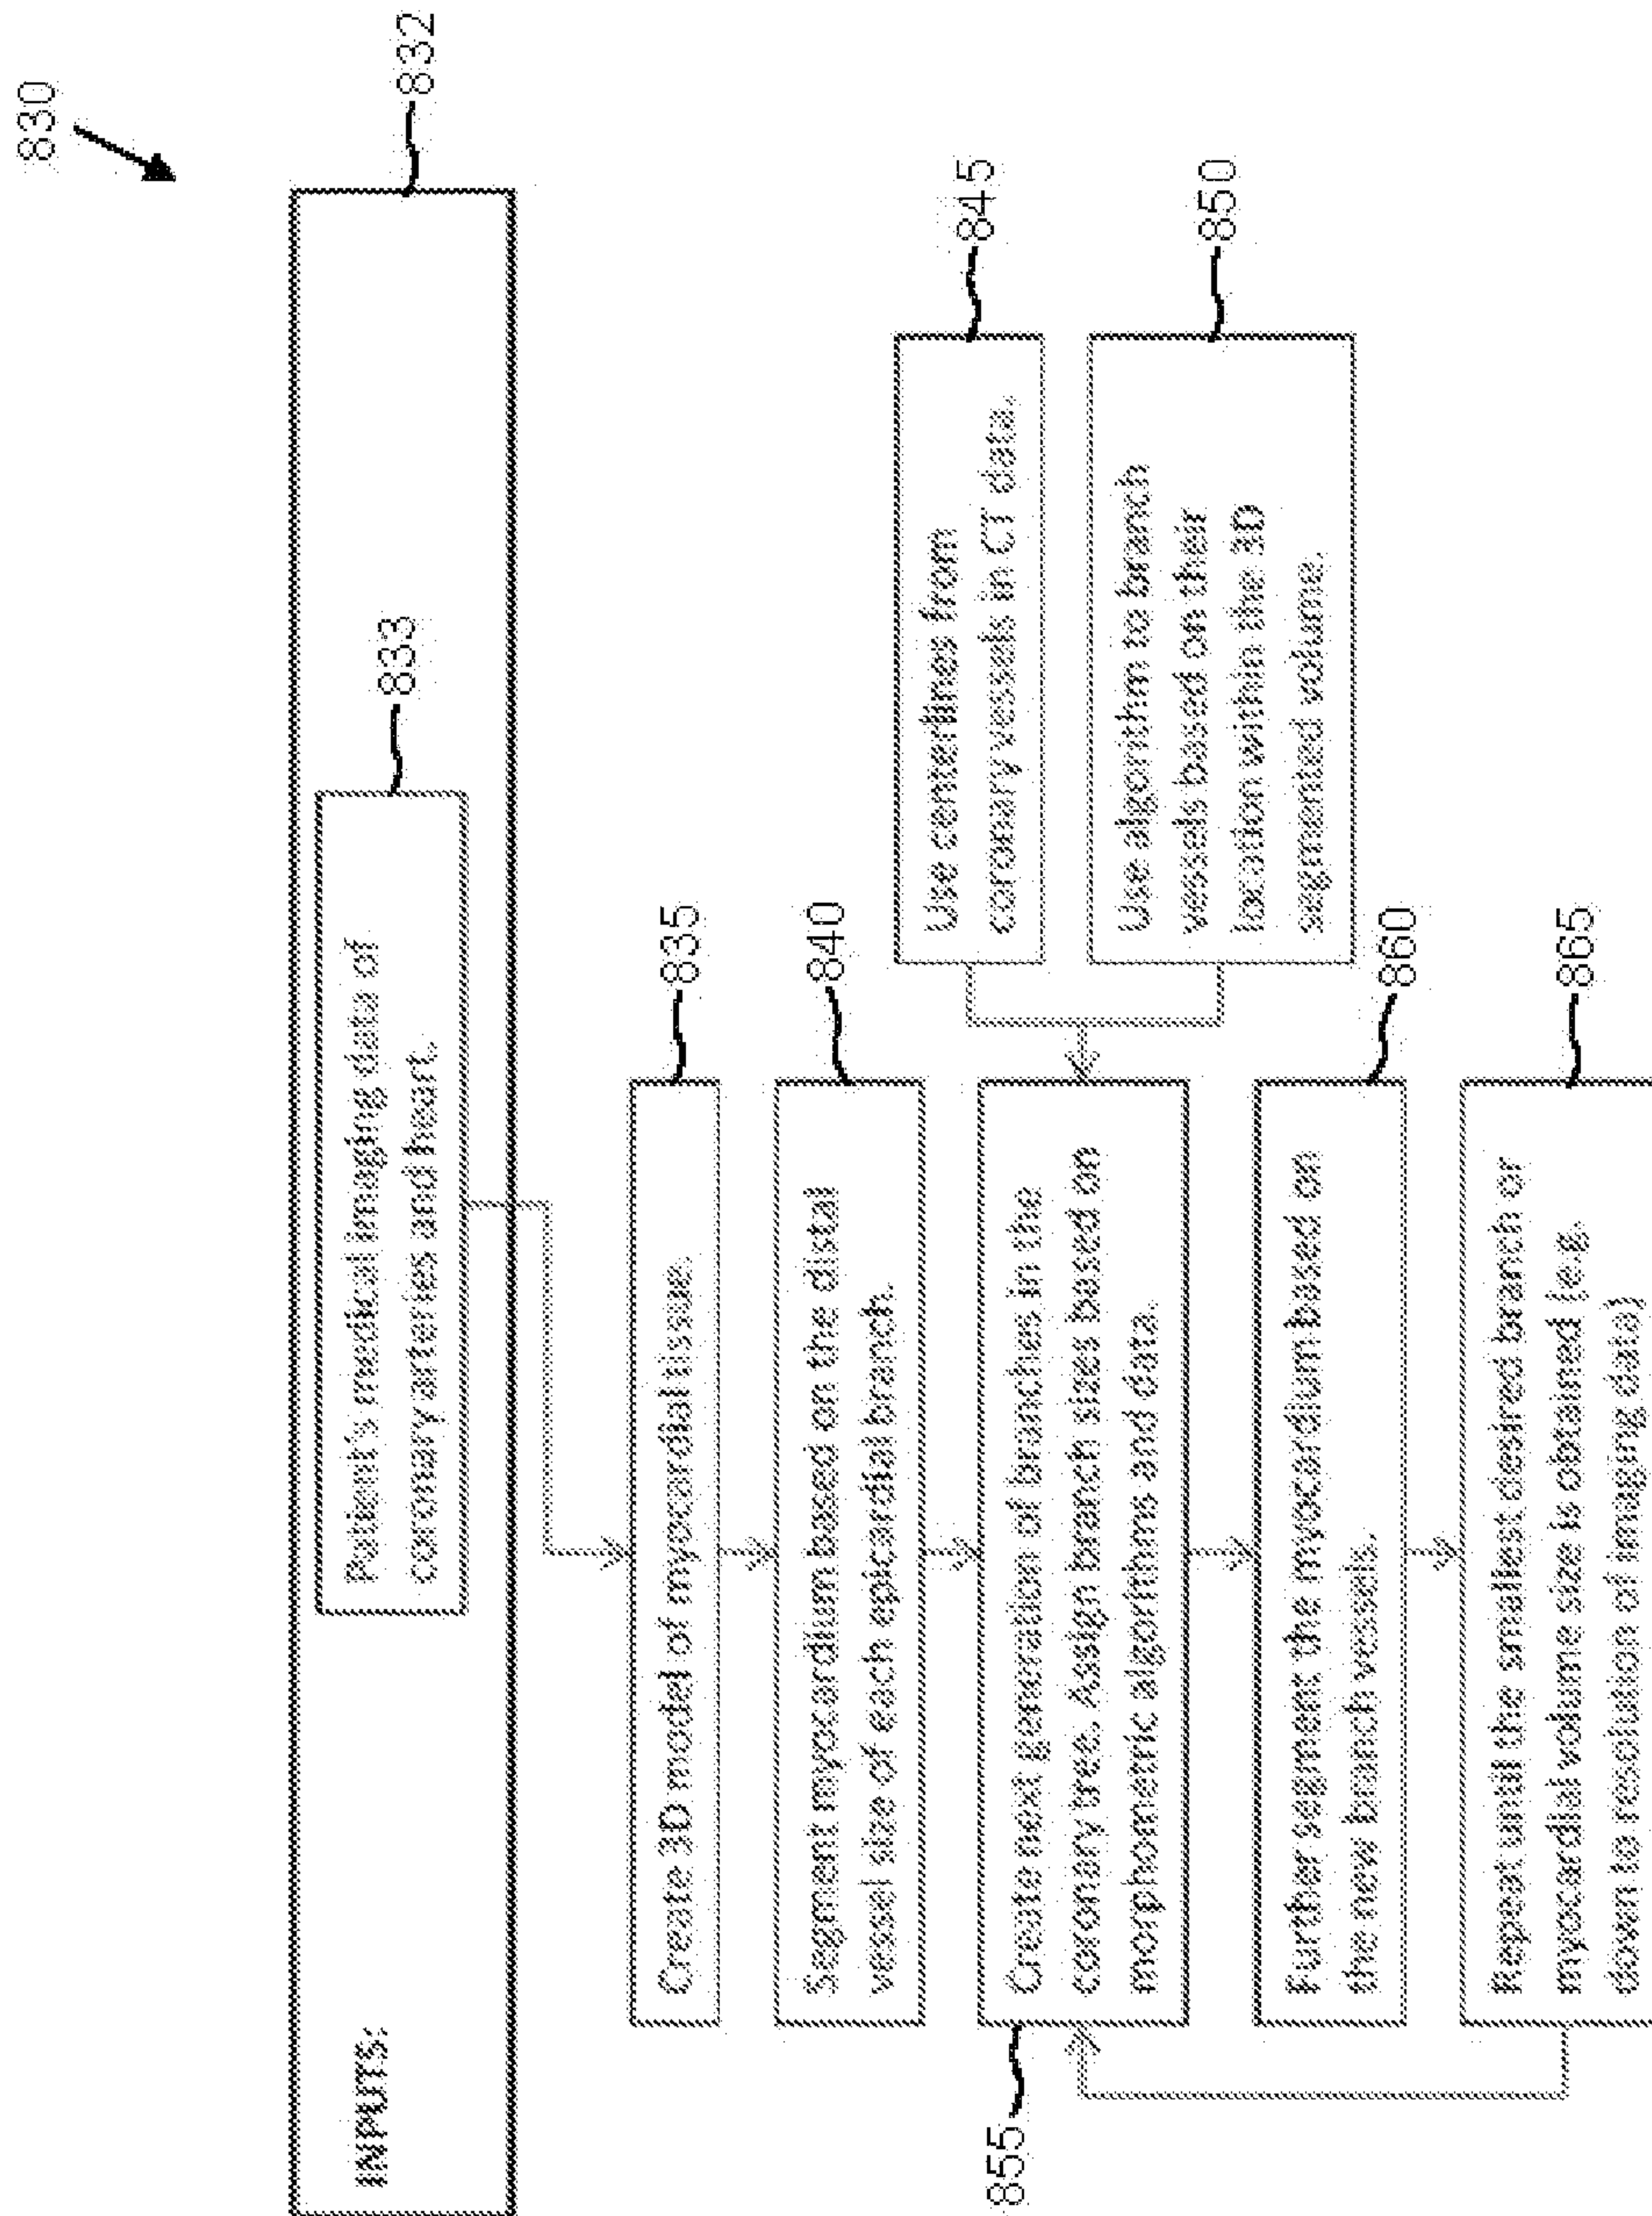 830
832
INPUTS:
833
Patient's medical imaging data of
coronary arteries and heart.
835
Create 3D model of myocardial tissue.
840
Segment myocardium based on the distal
vessel size of each epicardial branch.
845
Use centerlines from
coronary vessels in CT data.
855
Create next generation of branches in the
coronary tree. Assign branch sizes based on
morphometric algorithms and data.
850
Use algorithm to branch
vessels based on their
location within the 3D
segmented volume.
860
Further segment the myocardium based on
the new branch vessels.
865
Repeat until the smallest desired branch or
myocardial volume size is obtained (e.g.
down to resolution of imaging data)